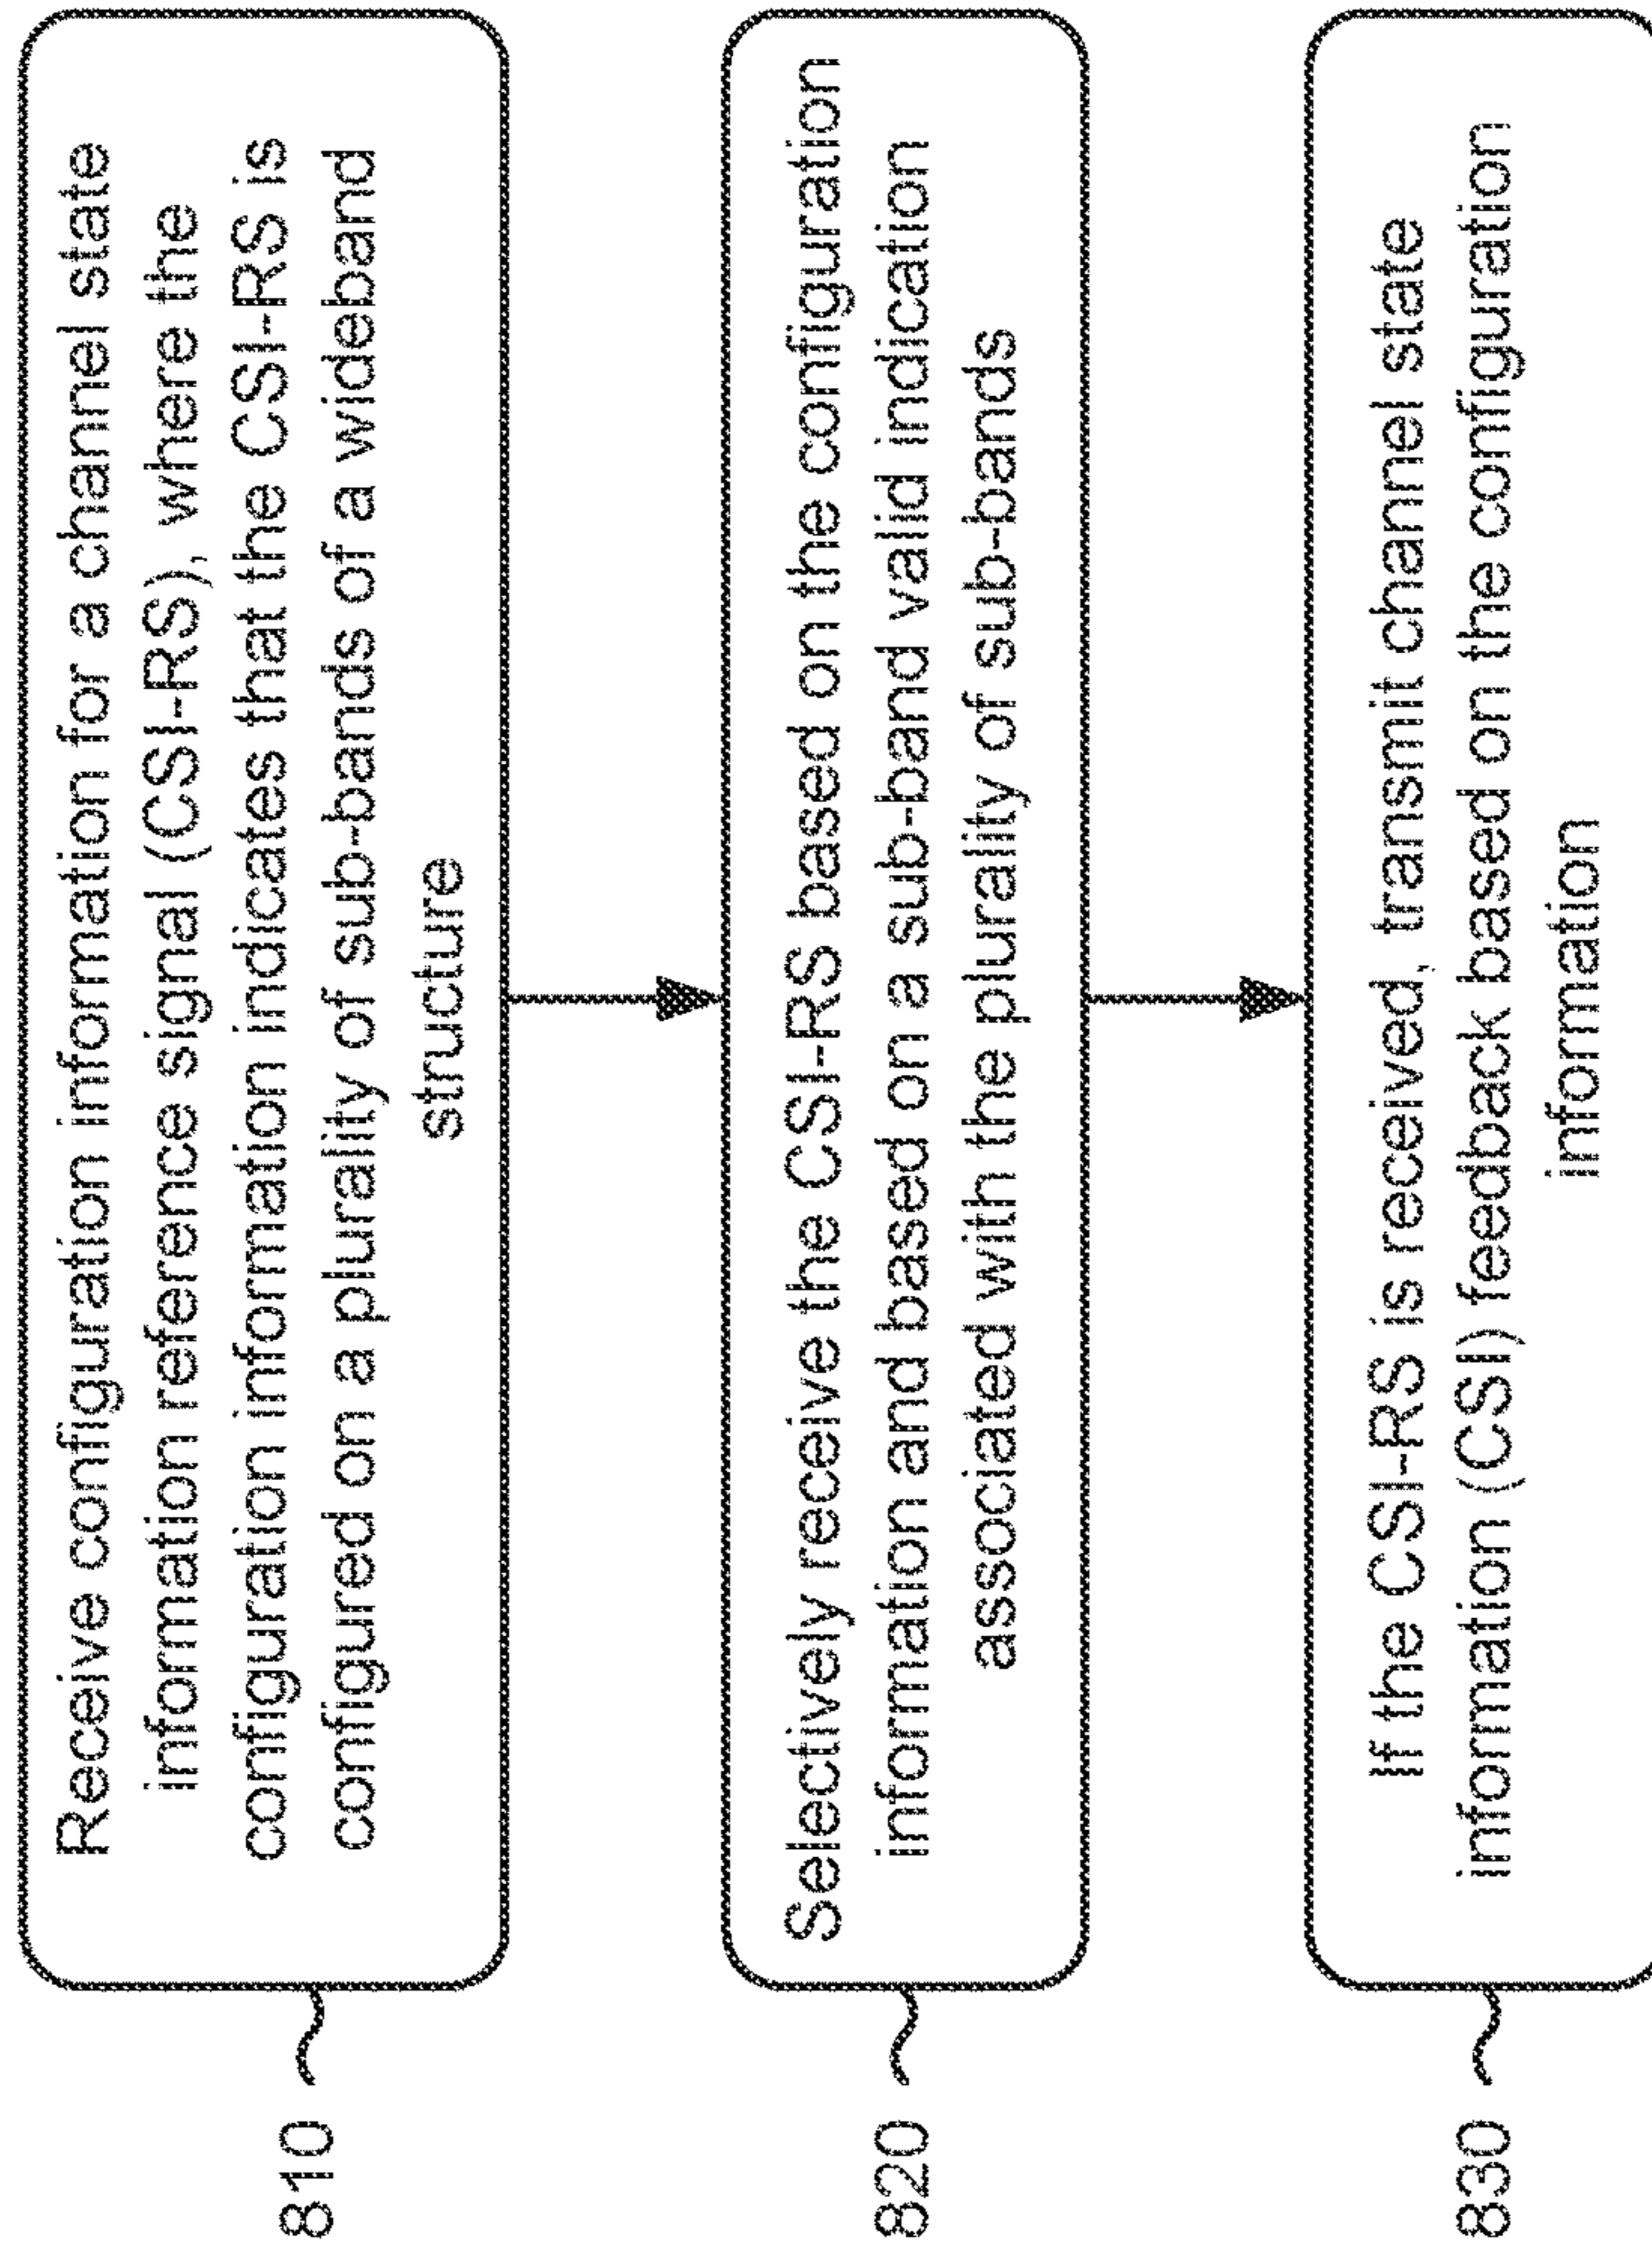 810
Receive configuration information for a channel state
information reference signal (CSI-RS), where the
configuration information indicates that the CSI-RS is
configured on a plurality of sub-bands of a wideband
structure
820
Selectively receive the CSI-RS based on the configuration
information and based on a sub-band valid indication
associated with the plurality of sub-bands
830
If the CSI-RS is received, transmit channel state
information (CSI) feedback based on the configuration
information